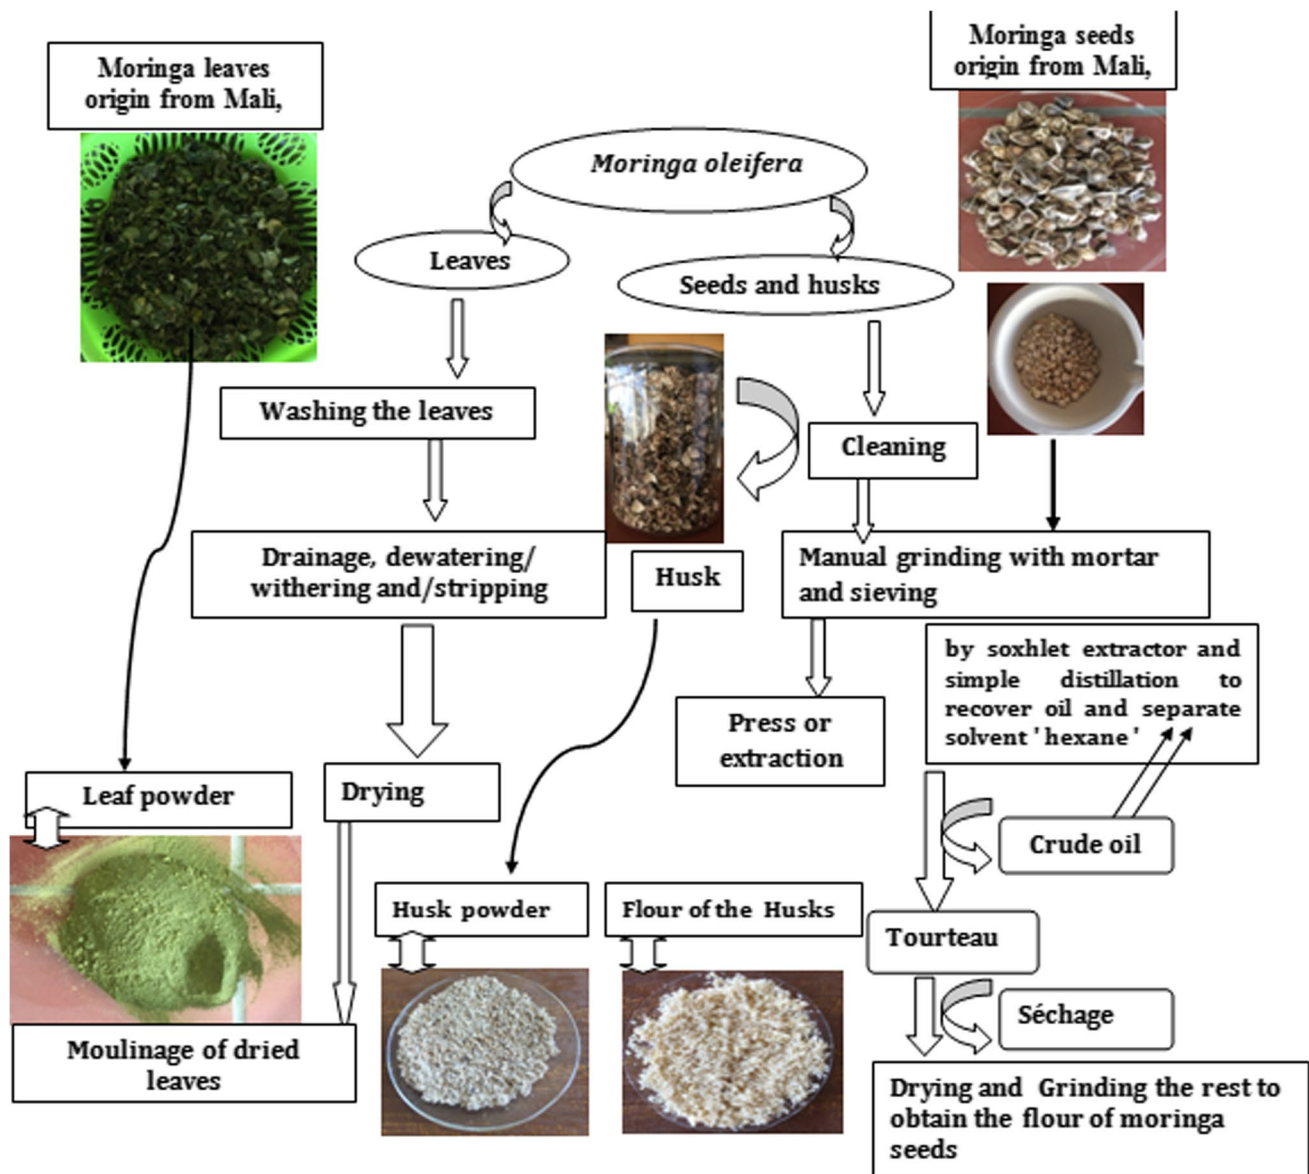 Moringa leaves
origin from Mali,
Moringa seeds
origin from Mali,
Moringa oleifera
Leaves
Seeds and husks
Washing the leaves
Cleaning
Drainage, dewatering/
withering and/stripping
Husk
Manual grinding with mortar
and sieving
by soxhlet extractor and
simple distillation to
recover oil and separate
solvent ' hexane '
Press or
extraction
Leaf powder
Drying
Crude oil
Husk powder
Flour of the Husks
Tourteau
Séchage
Moulinage of dried
leaves
Drying and Grinding the rest to
obtain the flour of moringa
seeds